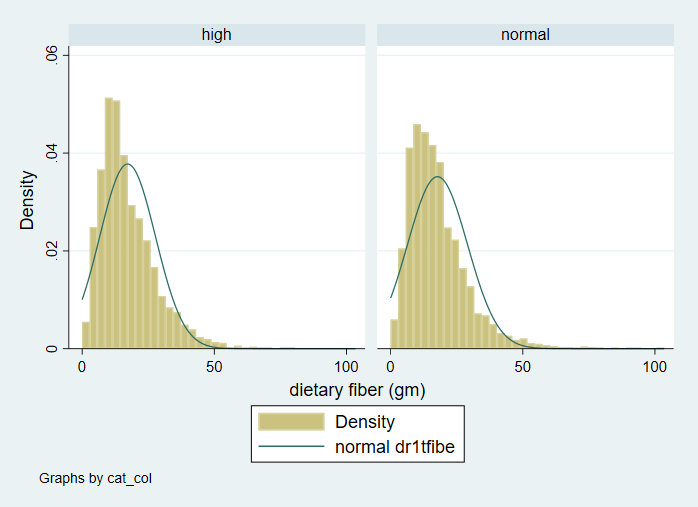 high
normal
.06
.04
.02
0
Density
0
50
100
0
50
100
dietary fiber (gm)
Density
normal dr1tfibe
Graphs by cat_col